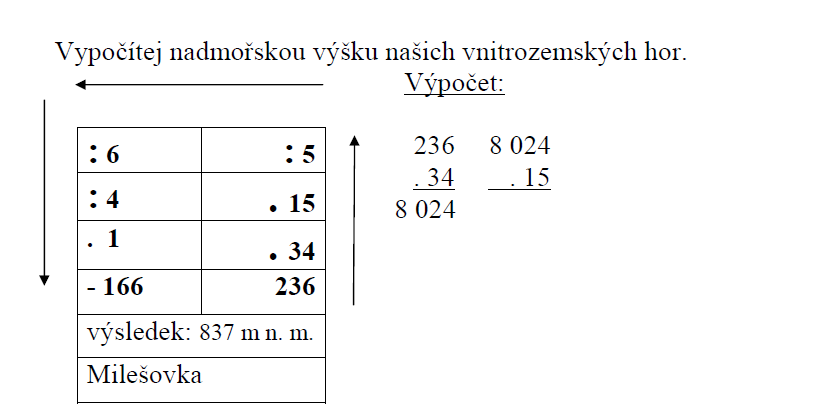 Vypočítej nadmořskou výšku našich vnitrozemských hor.
Výpočet:
: 6 : 5
: 4 . 15
. 1 . 34
- 166 236
výsledek: 837 m n. m.
Milešovka
236 8 024
. 34 . 15
8 024